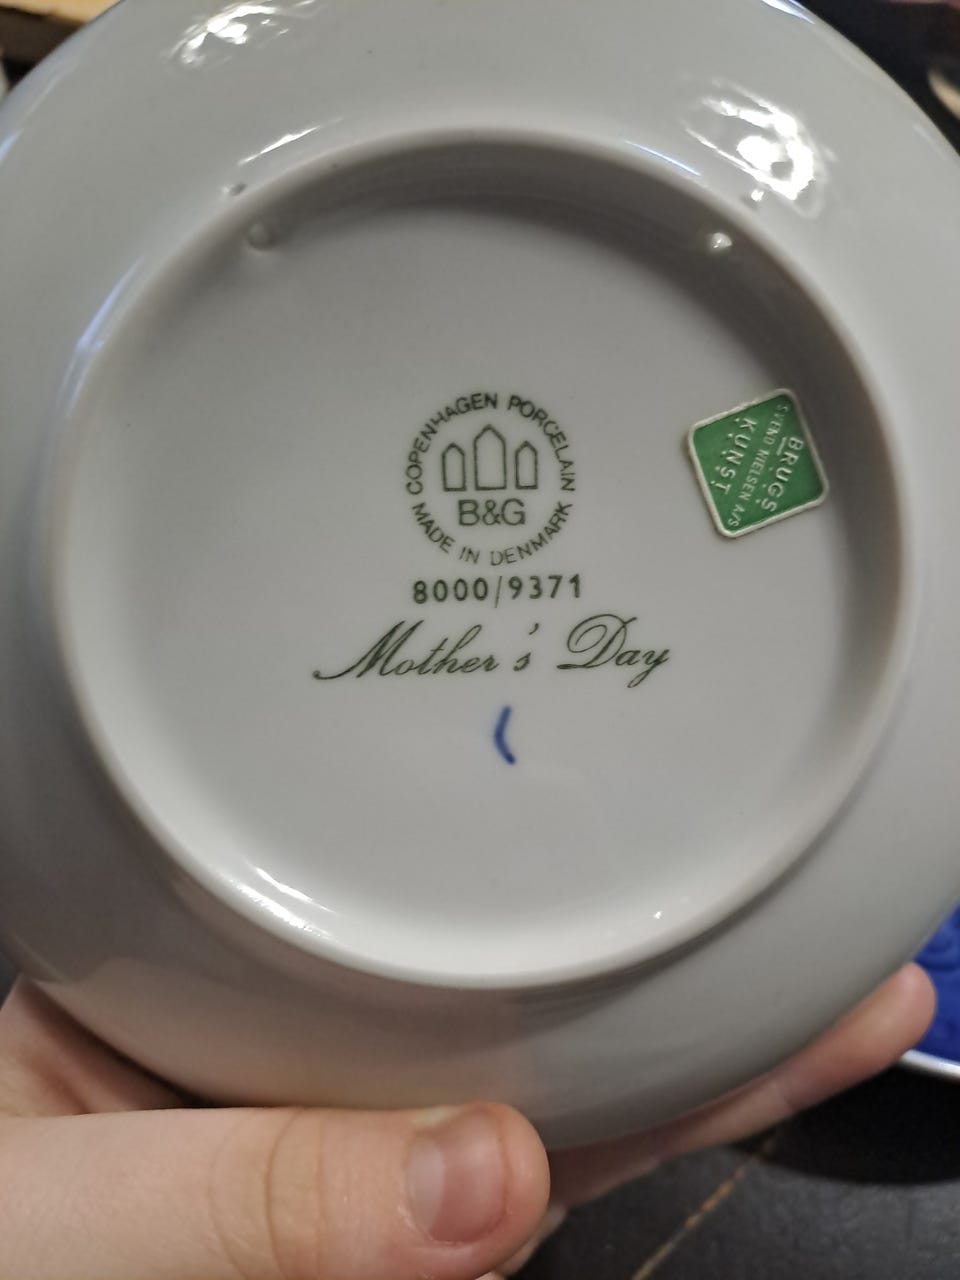 COPENHAGEN PORCELAIN
B&G
MADE IN DENMARK
8000/9371
Mother's Day
BRUGS
SVEND NIELSEN A/S
KUNST